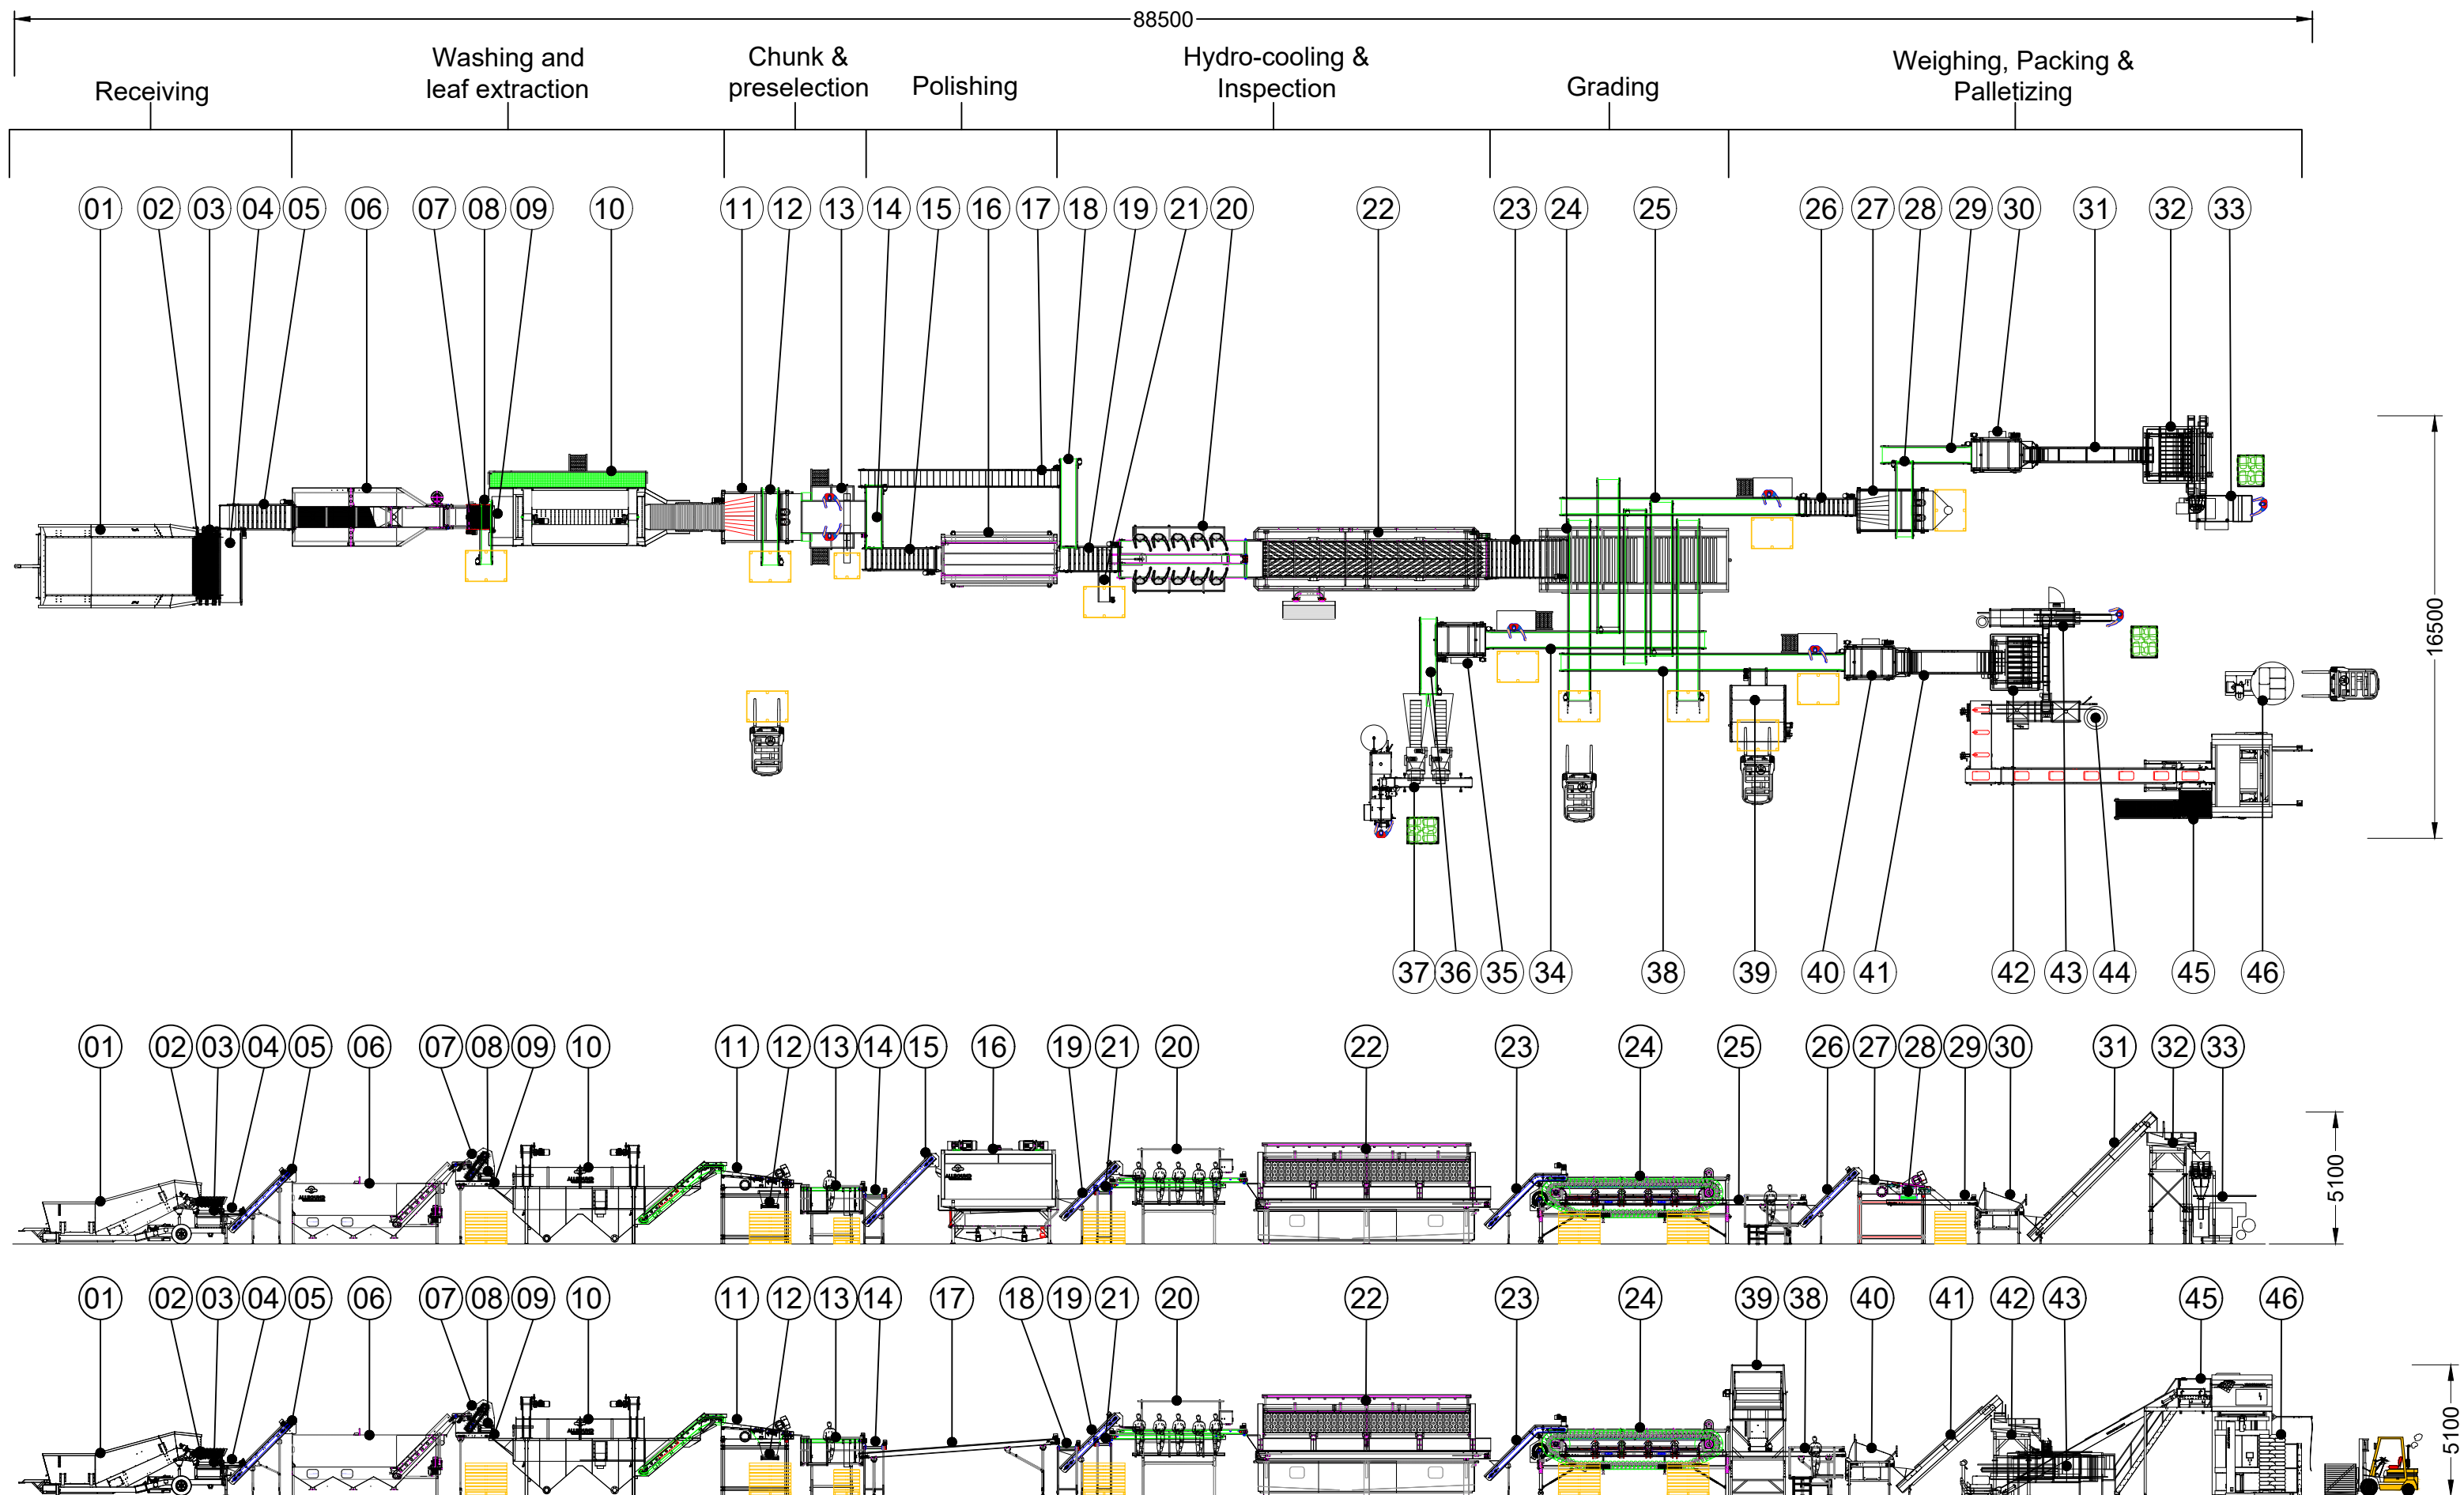 88500
Washing and
leaf extraction
Chunk &
preselection
Hydro-cooling &
Inspection
Weighing, Packing &
Palletizing
Receiving
Polishing
Grading
01 02 03 04 05 06 07 08 09 10 11 12 13 14 15 16 17 18 19 21 20 22 23 24 25 26 27 28 29 30 31 32 33
16500
37 36 35 34 38 39 40 41 42 43 44 45 46
01 02 03 04 05 06 07 08 09 10 11 12 13 14 15 16 19 21 20 22 23 24 25 26 27 28 29 30 31 32 33
5100
01 02 03 04 05 06 07 08 09 10 11 12 13 14 17 18 19 21 20 22 23 24 39 38 40 41 42 43 45 46
5100